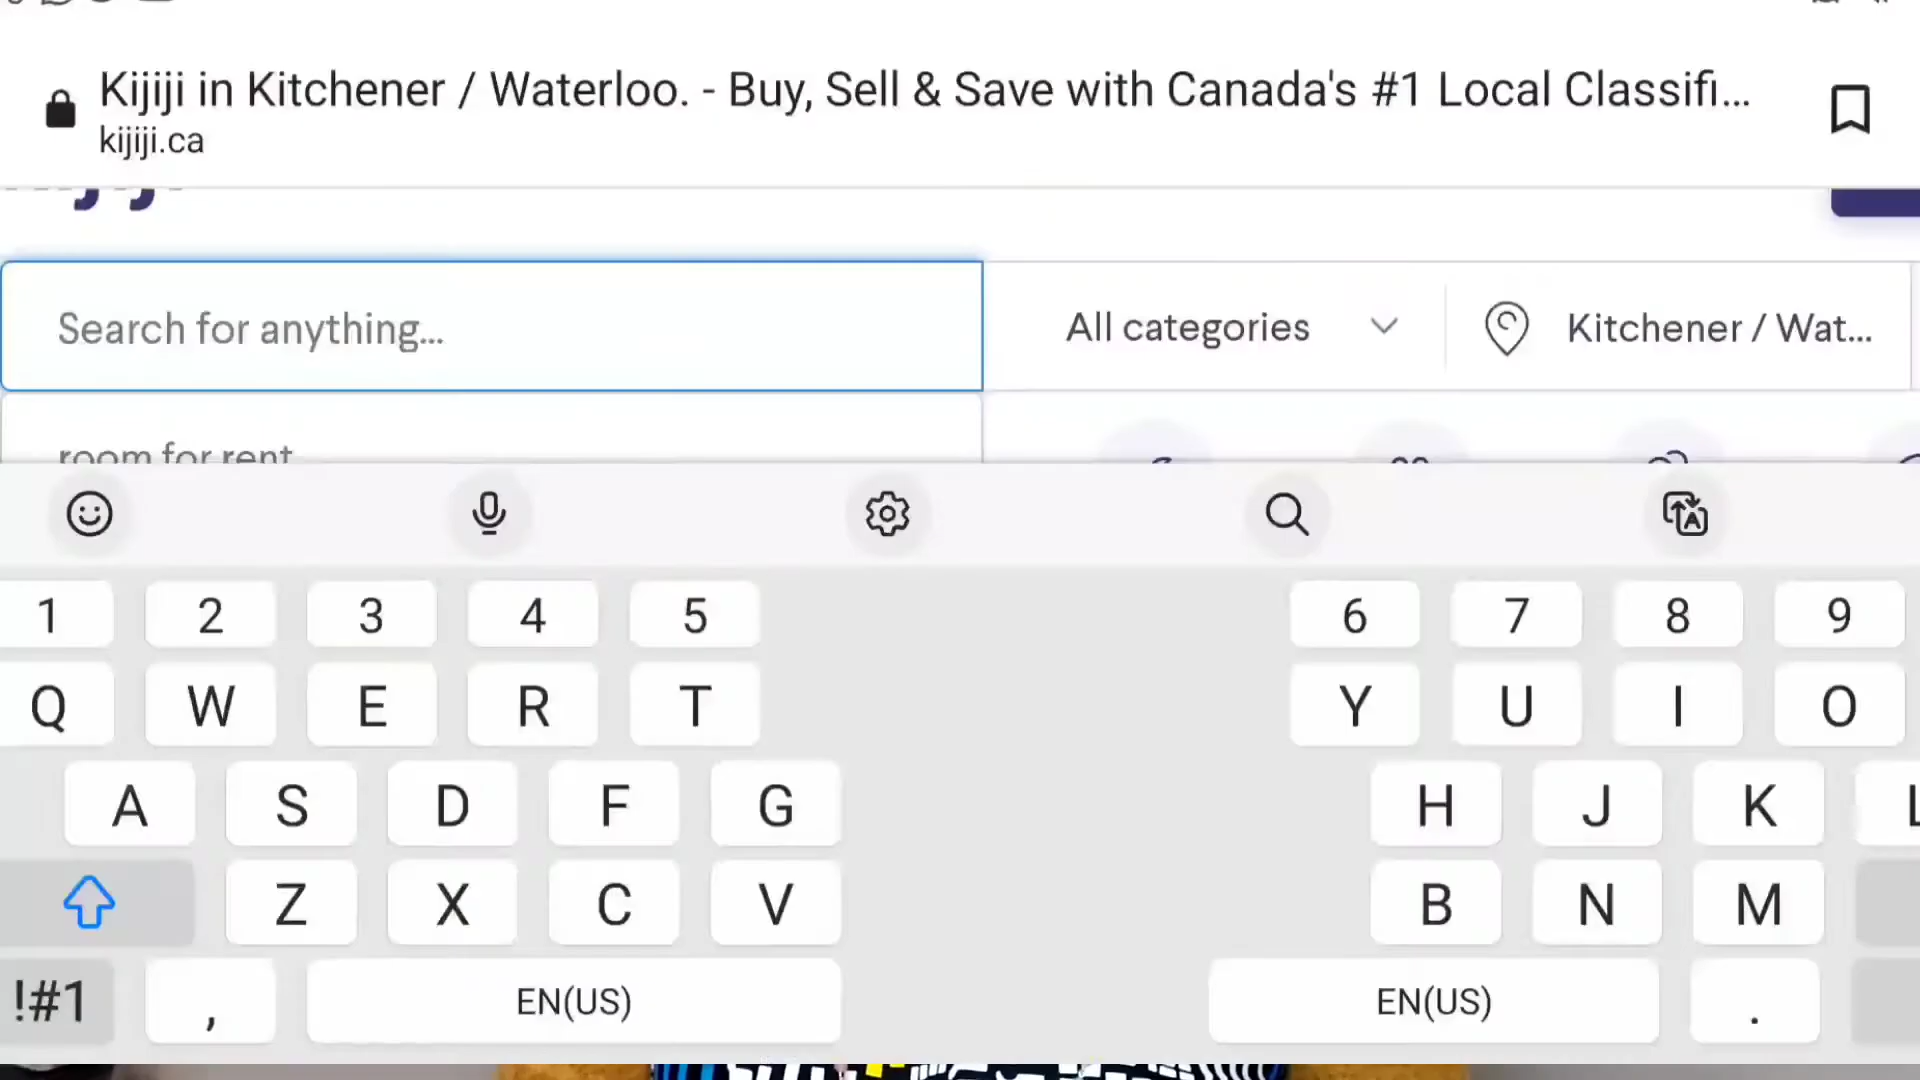 Kijiji in Kitchener / Waterloo. - Buy, Sell & Save with Canada's #1 Local Classifi...
kijiji.ca
Search for anything...
All categories
Kitchener / Wat...
room for rent
1 2 3 4 5 6 7 8 9
Q W E R T Y U I O
A S D F G H J K L
Z X C V B N M
!#1 , EN(US) EN(US) .